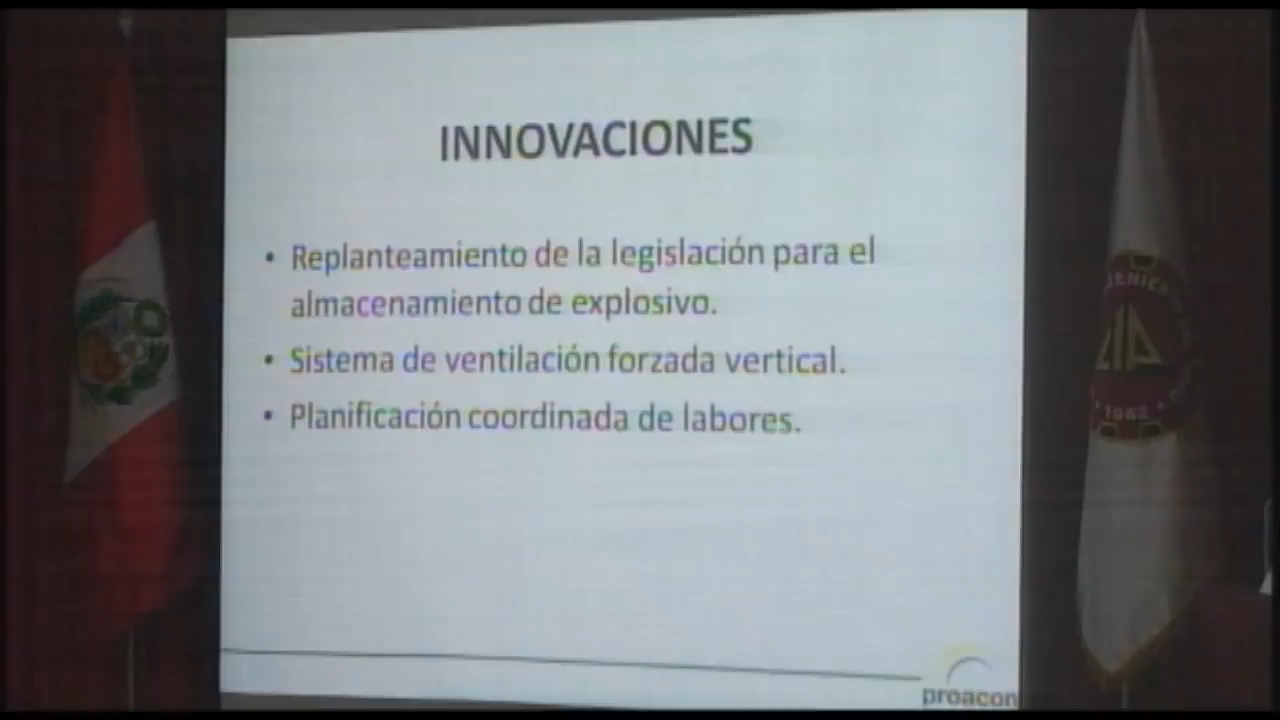 INNOVACIONES
• Replanteamiento de la legislación para el
almacenamiento de explosivo.
• Sistema de ventilación forzada vertical.
• Planificación coordinada de labores.
proacon
1962